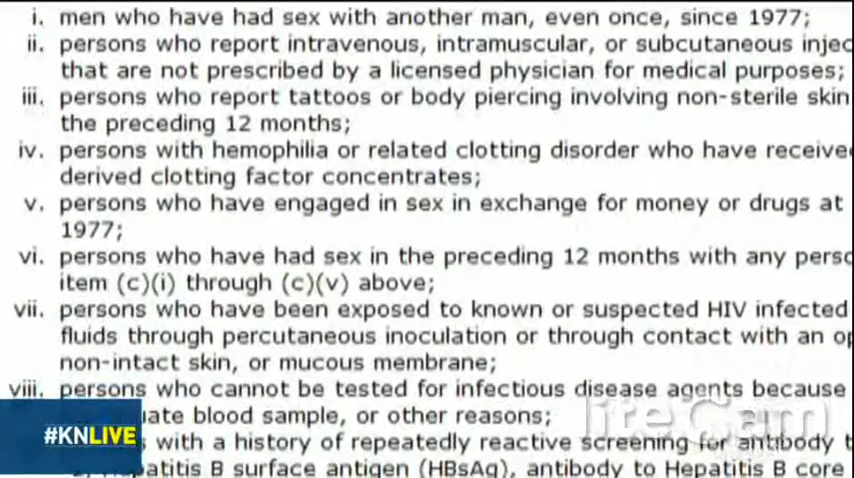 i. men who have had sex with another man, even once, since 1977;
ii. persons who report intravenous, intramuscular, or subcutaneous injec
that are not prescribed by a licensed physician for medical purposes;
iii. persons who report tattoos or body piercing involving non-sterile skin
the preceding 12 months;
iv. persons with hemophilia or related clotting disorder who have receive
derived clotting factor concentrates;
v. persons who have engaged in sex in exchange for money or drugs at
1977;
vi. persons who have had sex in the preceding 12 months with any perso
item (c)(i) through (c)(v) above;
vii. persons who have been exposed to known or suspected HIV infected
fluids through percutaneous inoculation or through contact with an op
non-intact skin, or mucous membrane;
viii. persons who cannot be tested for infectious disease agents because
uate blood sample, or other reasons;
liteCam
#KNLIVE
s with a history of repeatedly reactive screening for antibody t
patitis B surface antigen (HBsAg), antibody to Hepatitis B core